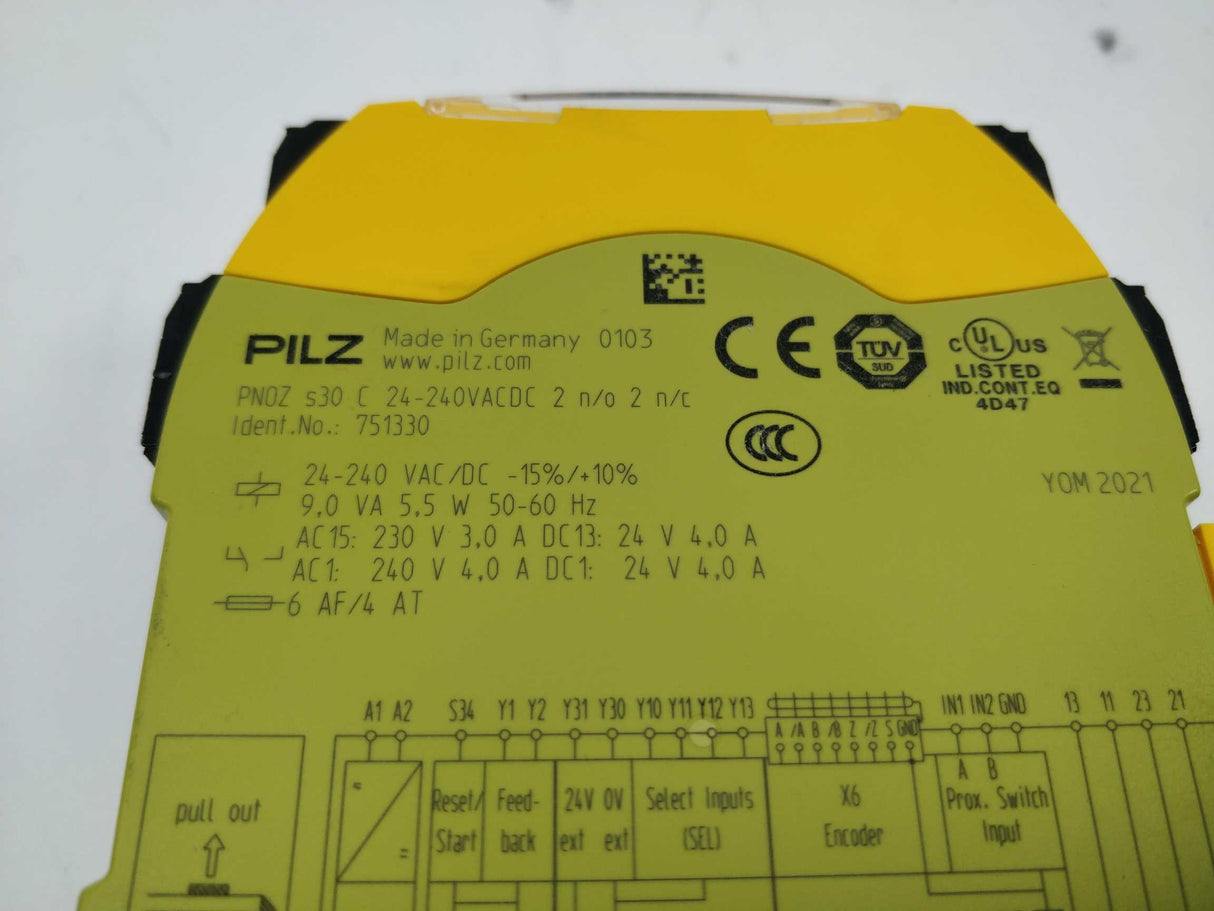 PILZ Made in Germany 0103
www.pilz.com
PNOZ s30 C 24-240VACDC 2 n/o 2 n/c
Ident.No.: 751330
CE TÜV SÜD c UL US
LISTED
IND.CONT.EQ
4D47
CCC
YOM 2021
24-240 VAC/DC -15%/+10%
9,0 VA 5,5 W 50-60 Hz
AC15: 230 V 3,0 A DC13: 24 V 4,0 A
AC1: 240 V 4,0 A DC1: 24 V 4,0 A
6 AF/4 AT
A1 A2 S34 Y1 Y2 Y31 Y30 Y10 Y11 Y12 Y13 IN1 IN2 GND 13 11 23 21
A /A B /B Z /Z S GND
pull out
Reset/ Start
Feed- back
24V 0V
ext ext
Select Inputs
(SEL)
X6
Encoder
A B
Prox. Switch
Input